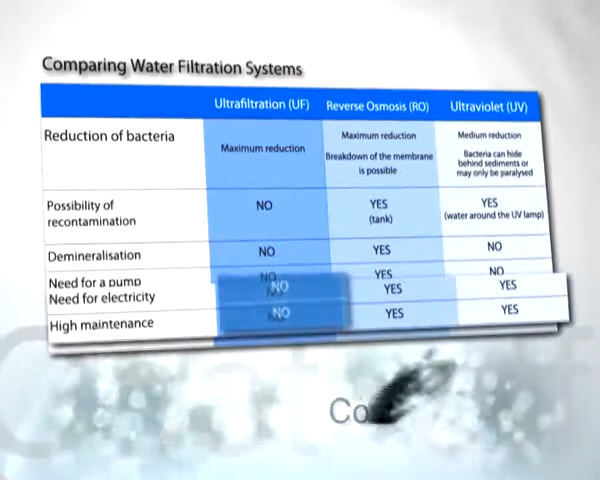 Comparing Water Filtration Systems
Ultrafiltration (UF) Reverse Osmosis (RO) Ultraviolet (UV)
Reduction of bacteria Maximum reduction Maximum reduction Medium reduction
Breakdown of the membrane is possible
Bacteria can hide
behind sediments or
may only be paralysed
Possibility of recontamination NO YES YES
(tank) (water around the UV lamp)
Demineralisation NO YES NO
Need for a pump NO YES NO
Need for electricity NO YES YES
High maintenance NO YES YES
Co